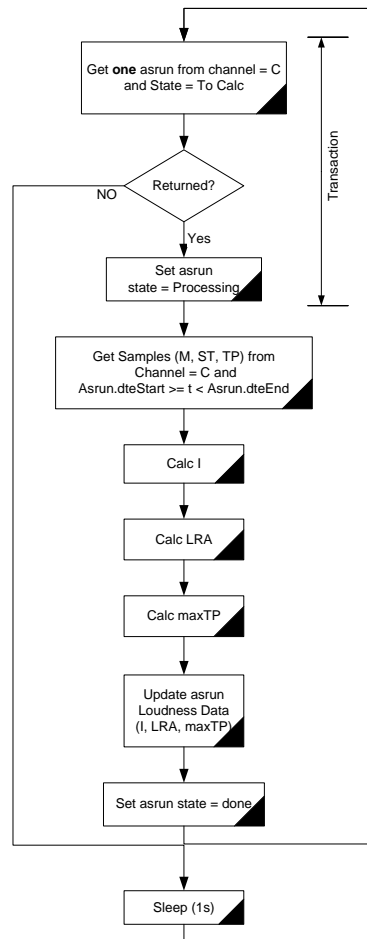 Get one asrun from channel = C
and State = To Calc
Transaction
Returned?
NO
Yes
Set asrun
state = Processing
Get Samples (M, ST, TP) from
Channel = C and
Asrun.dteStart >= t < Asrun.dteEnd
Calc I
Calc LRA
Calc maxTP
Update asrun
Loudness Data
(I, LRA, maxTP)
Set asrun state = done
Sleep (1s)